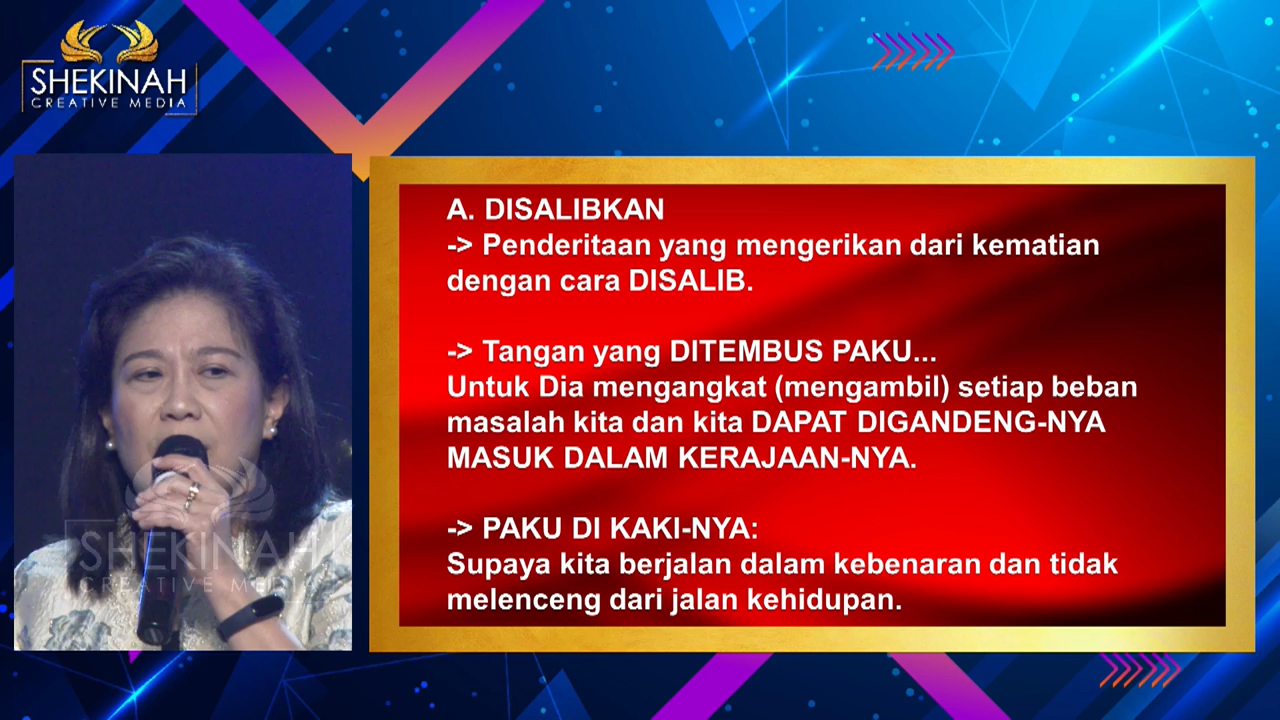 SHEKINAH
CREATIVE MEDIA
A. DISALIBKAN
-> Penderitaan yang mengerikan dari kematian
dengan cara DISALIB.
-> Tangan yang DITEMBUS PAKU...
Untuk Dia mengangkat (mengambil) setiap beban
masalah kita dan kita DAPAT DIGANDENG-NYA
MASUK DALAM KERAJAAN-NYA.
-> PAKU DI KAKI-NYA:
Supaya kita berjalan dalam kebenaran dan tidak
melenceng dari jalan kehidupan.
SHEKINAH
CREATIVE MEDIA